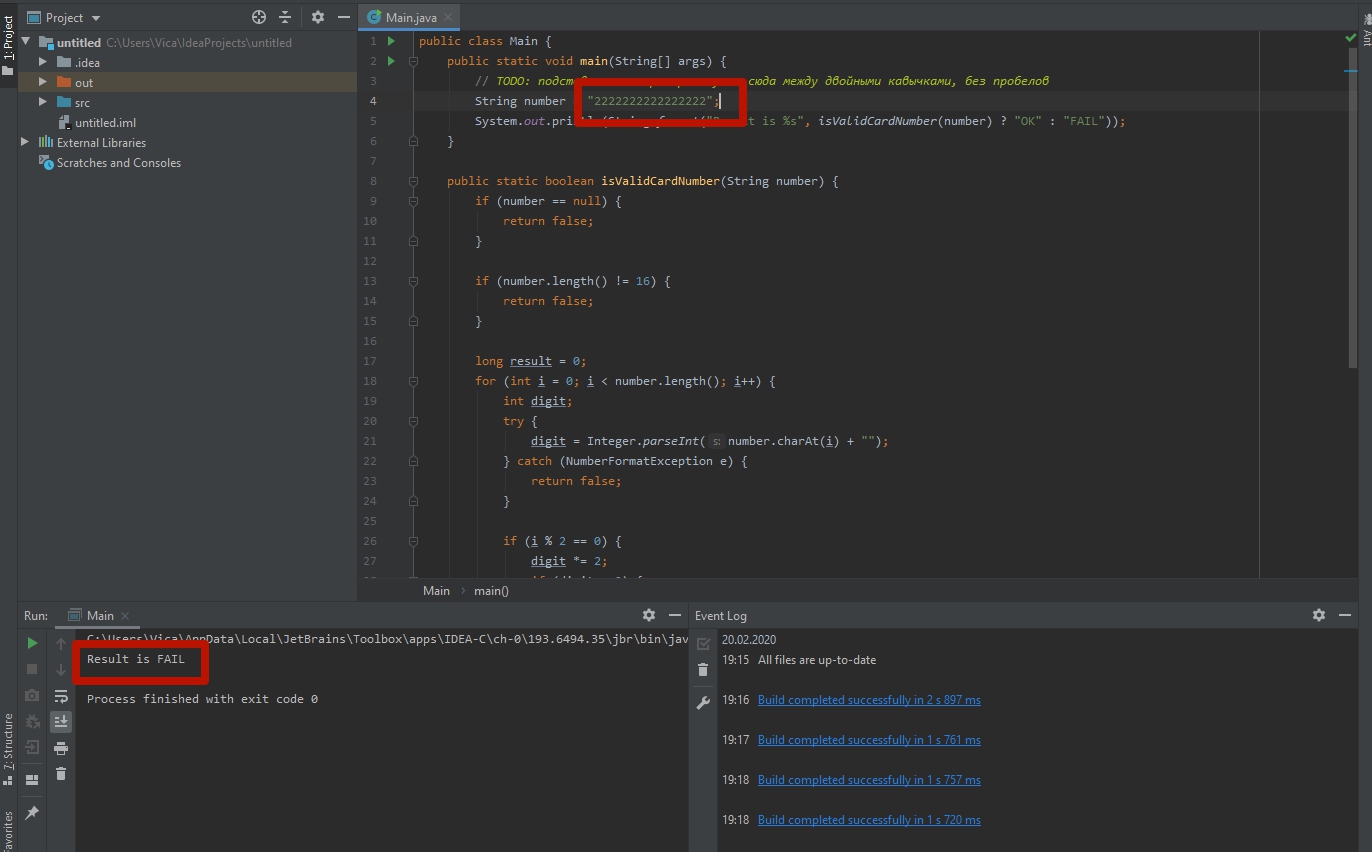 1: Project
Project
Main.java
Ant
untitled C:\Users\Vica\IdeaProjects\untitled
.idea
out
src
untitled.iml
External Libraries
Scratches and Consoles
1 public class Main {
2 public static void main(String[] args) {
3 // TODO: сюда между двойными кавычками, без пробелов
4 String number "2222222222222222";
5 System.out. is %s", isValidCardNumber(number) ? "OK" : "FAIL"));
6 }
7
8 public static boolean isValidCardNumber(String number) {
9 if (number == null) {
10 return false;
11 }
12
13 if (number.length() != 16) {
14 return false;
15 }
16
17 long result = 0;
18 for (int i = 0; i < number.length(); i++) {
19 int digit;
20 try {
21 digit = Integer.parseInt( s: number.charAt(i) + "");
22 } catch (NumberFormatException e) {
23 return false;
24 }
25
26 if (i % 2 == 0) {
27 digit *= 2;
Main > main()
Run: Main
C:\Users\Vica\AppData\Local\JetBrains\Toolbox\apps\IDEA-C\ch-0\193.6494.35\jbr\bin\jav
Result is FAIL
Process finished with exit code 0
Event Log
20.02.2020
19:15 All files are up-to-date
19:16 Build completed successfully in 2 s 897 ms
19:17 Build completed successfully in 1 s 761 ms
19:18 Build completed successfully in 1 s 757 ms
19:18 Build completed successfully in 1 s 720 ms
7: Structure
Favorites